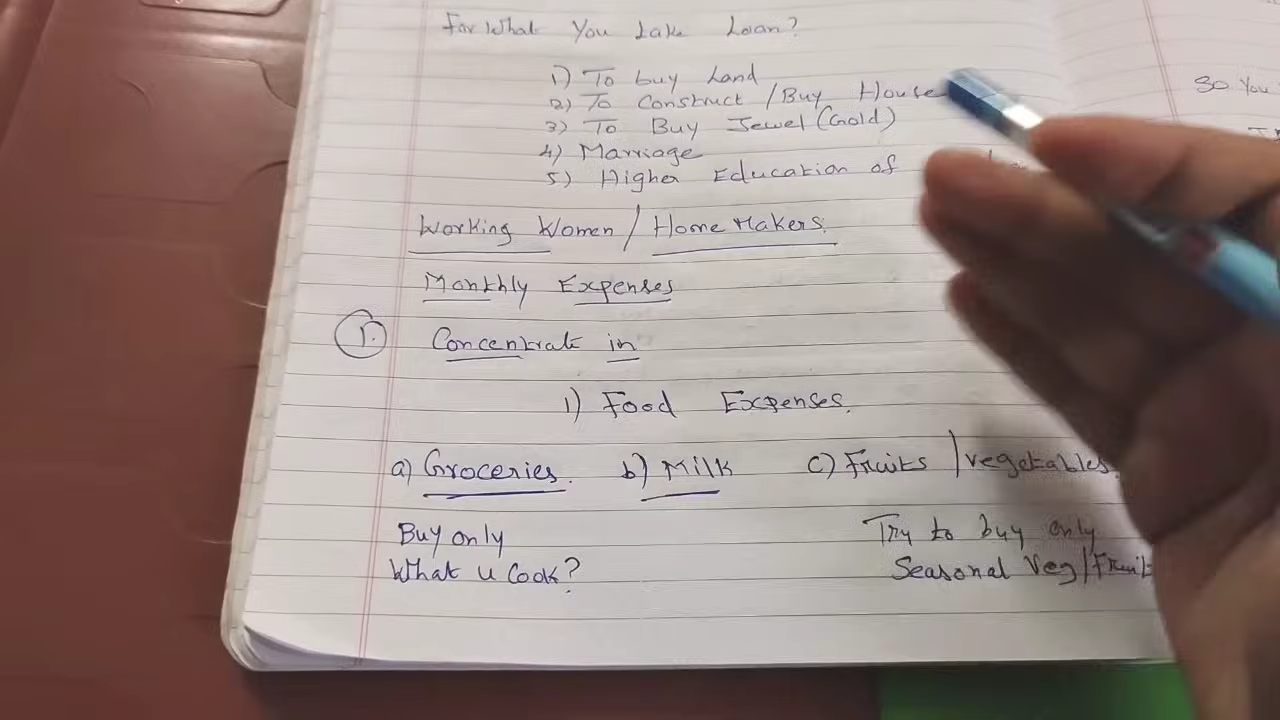 For What You take Loan?
1) To buy Land
2) To Construct / Buy House
3) To Buy Jewel (Gold)
4) Marriage
5) Higher Education of
Working Women / Home Makers.
Monthly Expenses
1. Concentrate in
1) Food Expenses.
a) Groceries. b) Milk c) Fruits / vegetables.
Buy only
What u Cook?
Try to buy only
Seasonal Veg/Fruit
So You